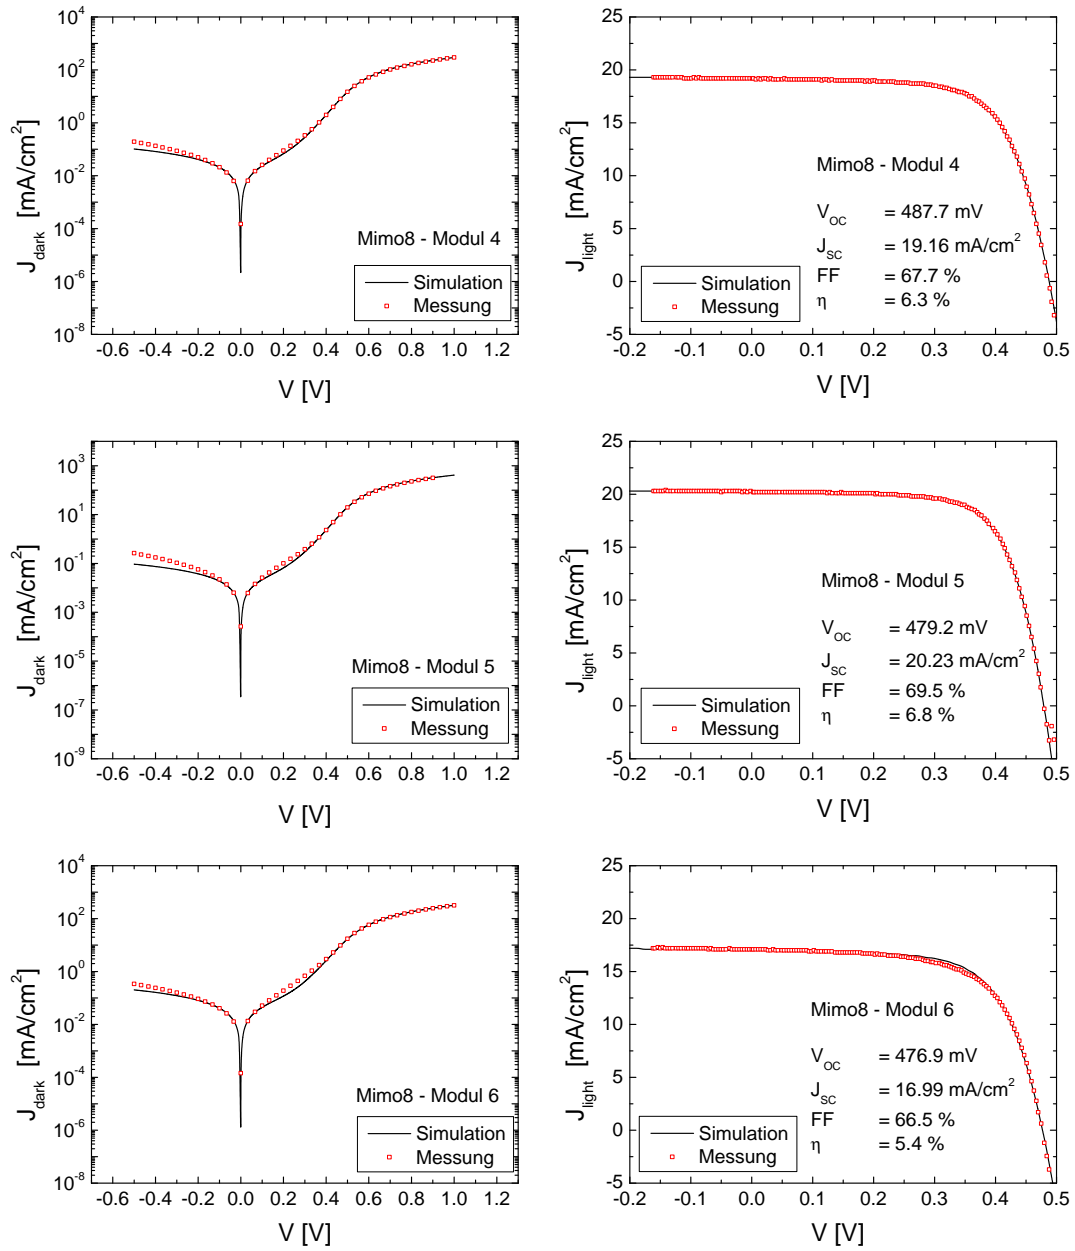 10^4
10^2
10^0
10^-2
10^-4
10^-6
10^-8
J_dark [mA/cm^2]
Mimo8 - Modul 4
Simulation
Messung
-0.6 -0.4 -0.2 0.0 0.2 0.4 0.6 0.8 1.0 1.2
V [V]
25
20
15
10
5
0
-5
J_light [mA/cm^2]
Mimo8 - Modul 4
V_OC = 487.7 mV
J_SC = 19.16 mA/cm^2
FF = 67.7 %
η = 6.3 %
Simulation
Messung
-0.2 -0.1 0.0 0.1 0.2 0.3 0.4 0.5
V [V]
10^3
10^1
10^-1
10^-3
10^-5
10^-7
10^-9
J_dark [mA/cm^2]
Mimo8 - Modul 5
Simulation
Messung
-0.6 -0.4 -0.2 0.0 0.2 0.4 0.6 0.8 1.0 1.2
V [V]
25
20
15
10
5
0
-5
J_light [mA/cm^2]
Mimo8 - Modul 5
V_OC = 479.2 mV
J_SC = 20.23 mA/cm^2
FF = 69.5 %
η = 6.8 %
Simulation
Messung
-0.2 -0.1 0.0 0.1 0.2 0.3 0.4 0.5
V [V]
10^4
10^2
10^0
10^-2
10^-4
10^-6
10^-8
J_dark [mA/cm^2]
Mimo8 - Modul 6
Simulation
Messung
-0.6 -0.4 -0.2 0.0 0.2 0.4 0.6 0.8 1.0 1.2
V [V]
25
20
15
10
5
0
-5
J_light [mA/cm^2]
Mimo8 - Modul 6
V_OC = 476.9 mV
J_SC = 16.99 mA/cm^2
FF = 66.5 %
η = 5.4 %
Simulation
Messung
-0.2 -0.1 0.0 0.1 0.2 0.3 0.4 0.5
V [V]